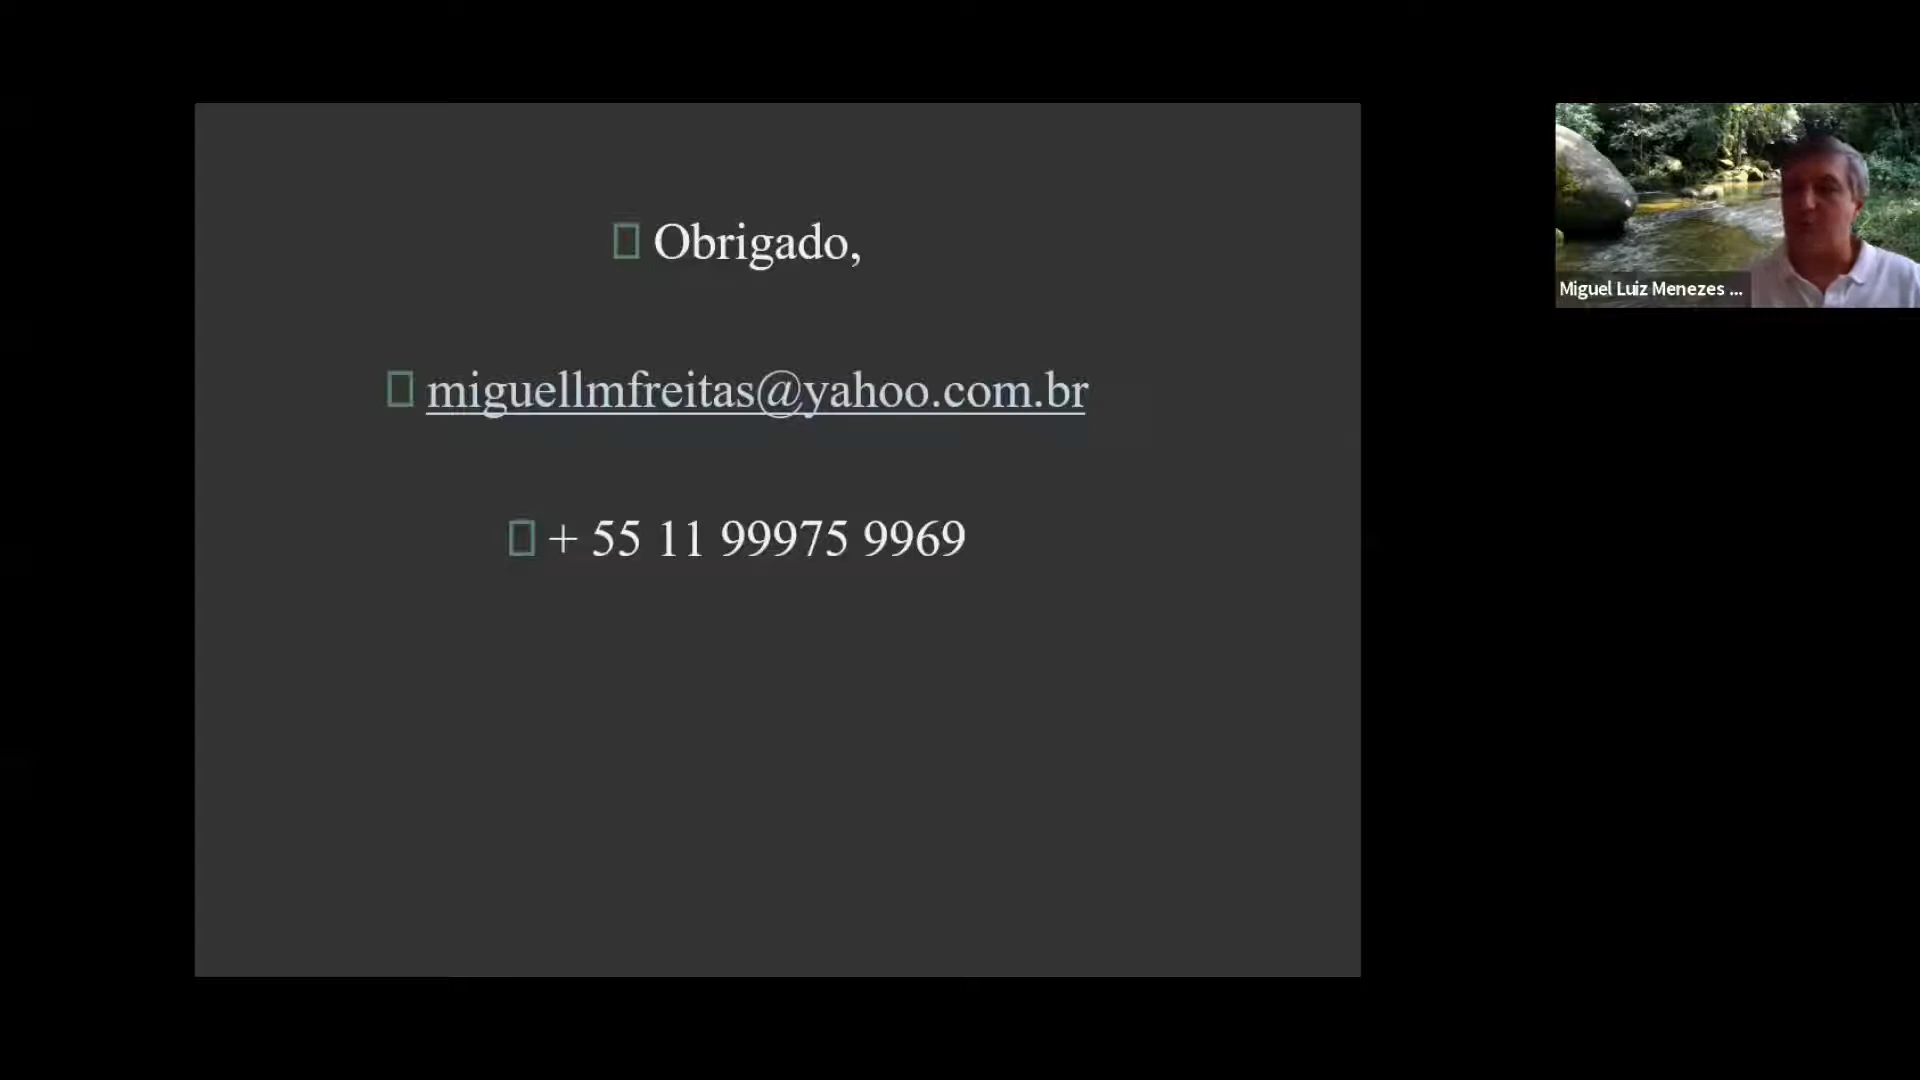 Obrigado,
miguellmfreitas@yahoo.com.br
+ 55 11 99975 9969
Miguel Luiz Menezes ...